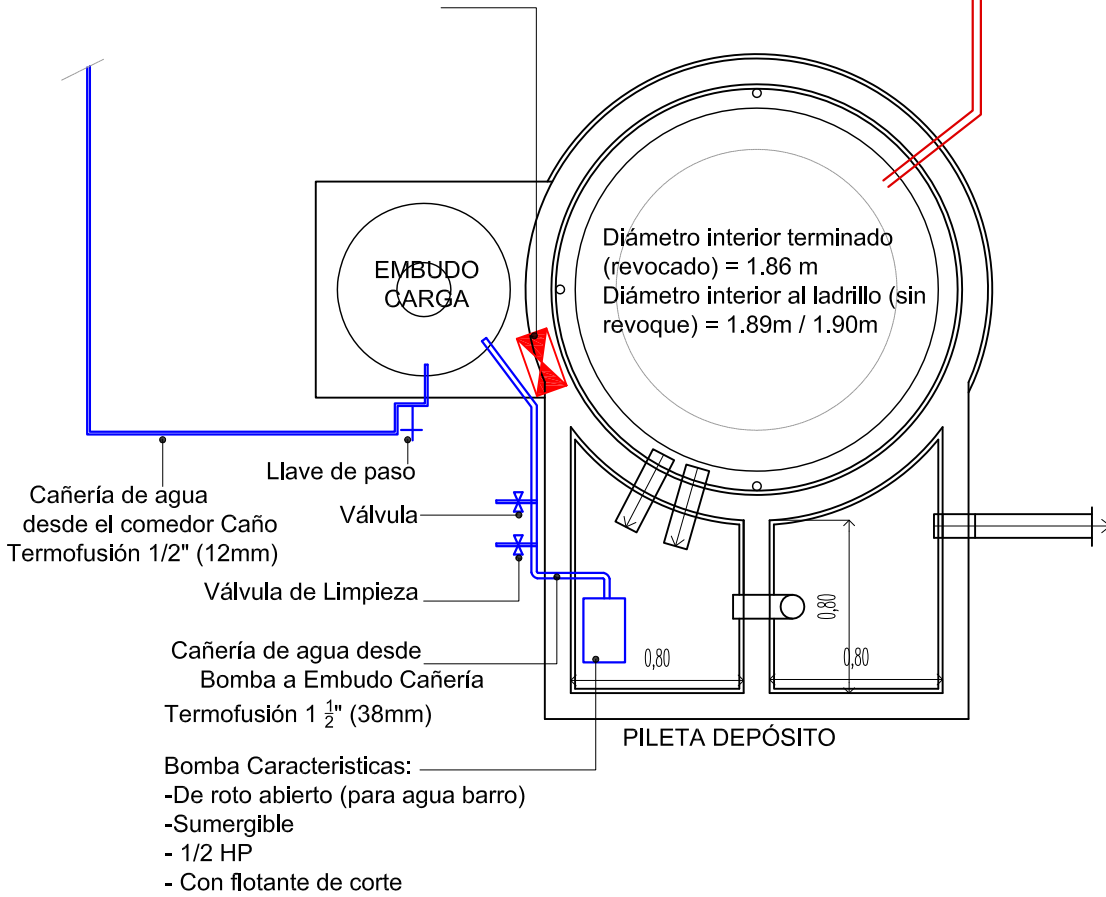 Diámetro interior terminado
(revocado) = 1.86 m
Diámetro interior al ladrillo (sin
revoque) = 1.89m / 1.90m
EMBUDO
CARGA
Llave de paso
Cañería de agua
desde el comedor Caño
Termofusión 1/2" (12mm)
Válvula
Válvula de Limpieza
Cañería de agua desde
Bomba a Embudo Cañería
Termofusión 1 1/2" (38mm)
0,80
0,80
0,80
PILETA DEPÓSITO
Bomba Caracteristicas:
-De roto abierto (para agua barro)
-Sumergible
- 1/2 HP
- Con flotante de corte